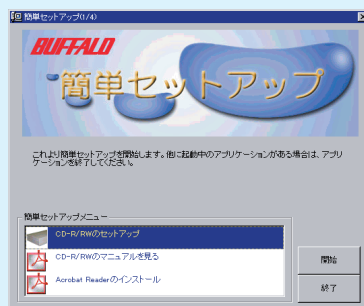 簡単セットアップ(1/4)
BUFFALO
簡単セットアップ
これより簡単セットアップを開始します。他に起動中のアプリケーションがある場合は、アプリ
ケーションを終了してください。
簡単セットアップメニュー
CD-R/RWのセットアップ
CD-R/RWのマニュアルを見る
Acrobat Readerのインストール
開始
終了